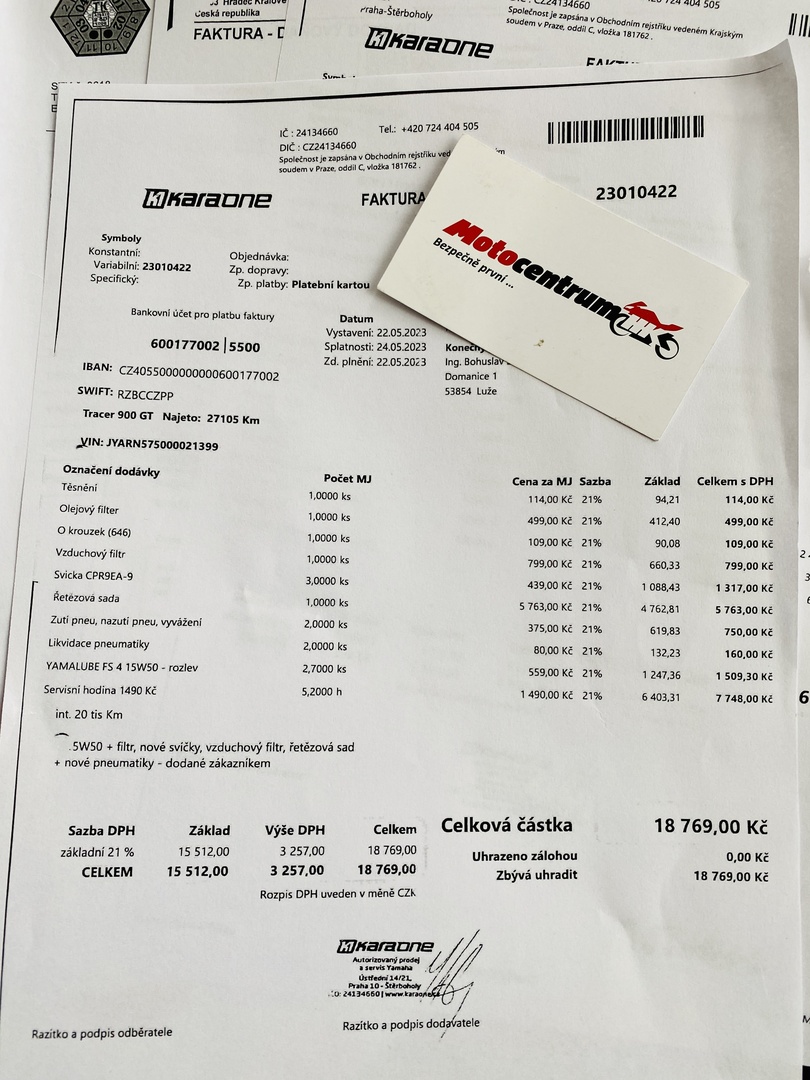 Hradec Králové
Česká republika
FAKTURA - D
Praha-Štěrboholy
KARAONE
CZ24134660
724 404 505
Společnost je zapsána v Obchodním rejstříku vedeném Krajským
soudem v Praze, oddíl C, vložka 181762 .
IČ : 24134660
Tel.: +420 724 404 505
DIČ : CZ24134660
Společnost je zapsána v Obchodním rejstříku
soudem v Praze, oddíl C, vložka 181762 .
K1 KARAONE
FAKTURA
23010422
Motocentrum
Bezpečně první ...
Symboly
Konstantní:
Variabilní: 23010422
Specifický:
Objednávka:
Zp. dopravy:
Zp. platby: Platební kartou
Bankovní účet pro platbu faktury
600177002 | 5500
IBAN: CZ4055000000000600177002
SWIFT: RZBCCZPP
Datum
Vystavení: 22.05.2023
Splatnosti: 24.05.2023
Zd. plnění: 22.05.2023
Ing. Bohuslav
Domanice 1
53854 Luže
Tracer 900 GT Najeto: 27105 Km
VIN: JYARN575000021399
Označení dodávky Počet MJ Cena za MJ Sazba Základ Celkem s DPH
Těsnění 1,0000 ks 114,00 Kč 21% 94,21 114,00 Kč
Olejový filter 1,0000 ks 499,00 Kč 21% 412,40 499,00 Kč
O krouzek (646) 1,0000 ks 109,00 Kč 21% 90,08 109,00 Kč
Vzduchový filtr 1,0000 ks 799,00 Kč 21% 660,33 799,00 Kč
Svicka CPR9EA-9 3,0000 ks 439,00 Kč 21% 1 088,43 1 317,00 Kč
Řetězová sada 1,0000 ks 5 763,00 Kč 21% 4 762,81 5 763,00 Kč
Zutí pneu, nazutí pneu, vyvážení 2,0000 ks 375,00 Kč 21% 619,83 750,00 Kč
Likvidace pneumatiky 2,0000 ks 80,00 Kč 21% 132,23 160,00 Kč
YAMALUBE FS 4 15W50 - rozlev 2,7000 ks 559,00 Kč 21% 1 247,36 1 509,30 Kč
Servisní hodina 1490 Kč 5,2000 h 1 490,00 Kč 21% 6 403,31 7 748,00 Kč
int. 20 tis Km
5W50 + filtr, nové svíčky, vzduchový filtr, řetězová sad
+ nové pneumatiky - dodané zákazníkem
Sazba DPH Základ Výše DPH Celkem
základní 21 % 15 512,00 3 257,00 18 769,00
CELKEM 15 512,00 3 257,00 18 769,00
Rozpis DPH uveden v měně CZK
Celková částka 18 769,00 Kč
Uhrazeno zálohou 0,00 Kč
Zbývá uhradit 18 769,00 Kč
K1 KARAONE
Autorizovaný prodej
a servis Yamaha
Ústřední 14/21,
Praha 10 - Štěrboholy
24134660 | www.karaone.cz
Razítko a podpis odběratele
Razítko a podpis dodavatele